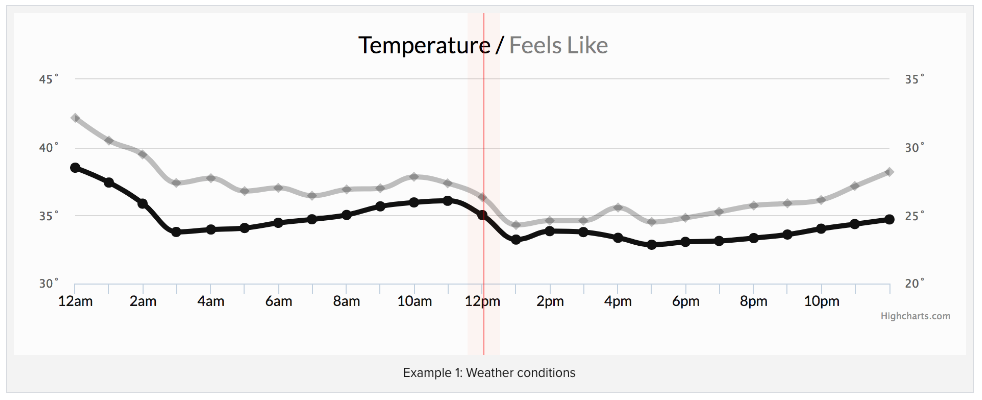 Temperature / Feels Like
45° 35°
40° 30°
35° 25°
30° 20°
12am 2am 4am 6am 8am 10am 12pm 2pm 4pm 6pm 8pm 10pm
Highcharts.com
Example 1: Weather conditions